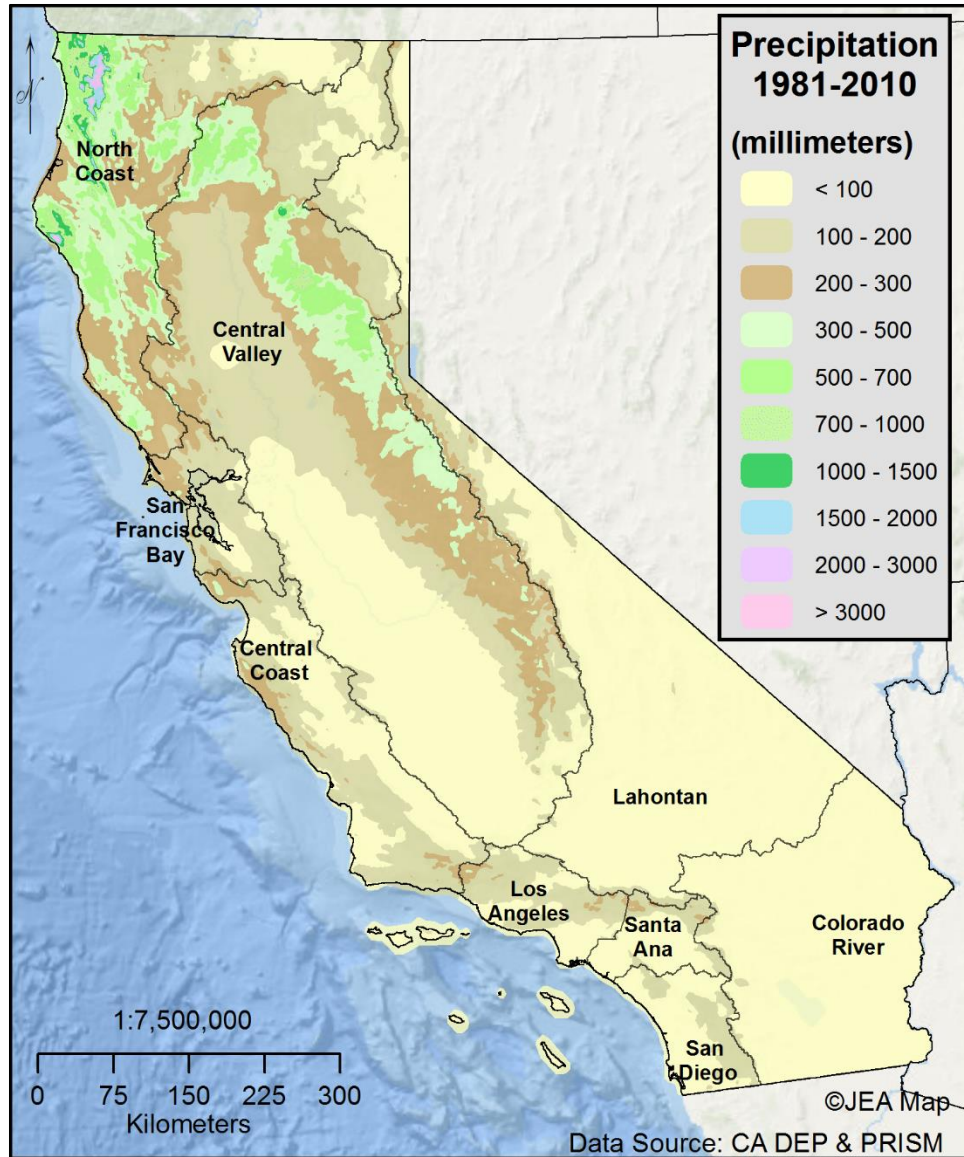 Precipitation
1981-2010
(millimeters)
< 100
100 - 200
200 - 300
300 - 500
500 - 700
700 - 1000
1000 - 1500
1500 - 2000
2000 - 3000
> 3000
N
North
Coast
Central
Valley
San
Francisco
Bay
Central
Coast
Lahontan
Los
Angeles
Santa
Ana
Colorado
River
San
Diego
1:7,500,000
0 75 150 225 300
Kilometers
©JEA Map
Data Source: CA DEP & PRISM